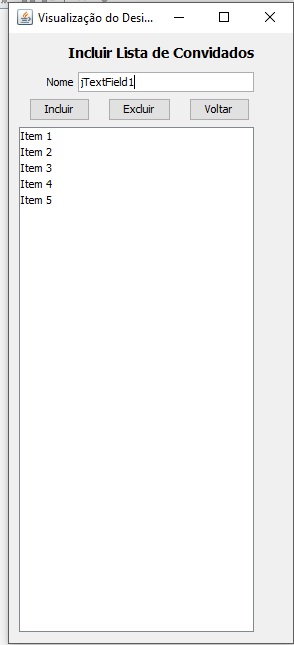 Visualização do Desi...
Incluir Lista de Convidados
Nome jTextField1
Incluir Excluir Voltar
Item 1
Item 2
Item 3
Item 4
Item 5